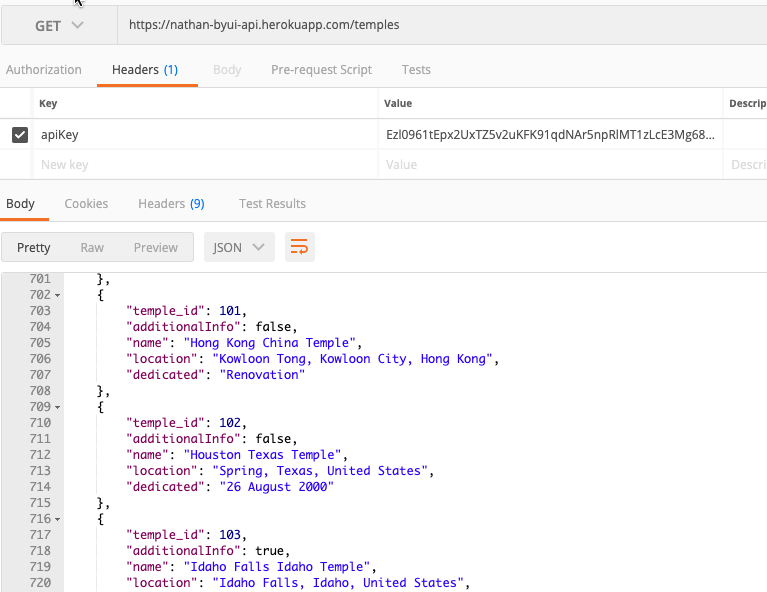 GET https://nathan-byui-api.herokuapp.com/temples
Authorization Headers (1) Body Pre-request Script Tests
Key Value Descrip
apiKey Ezl0961tEpx2UxTZ5v2uKFK91qdNAr5npRlMT1zLcE3Mg68...
New key Value Descri
Body Cookies Headers (9) Test Results
Pretty Raw Preview JSON
701 },
702 {
703 "temple_id": 101,
704 "additionalInfo": false,
705 "name": "Hong Kong China Temple",
706 "location": "Kowloon Tong, Kowloon City, Hong Kong",
707 "dedicated": "Renovation"
708 },
709 {
710 "temple_id": 102,
711 "additionalInfo": false,
712 "name": "Houston Texas Temple",
713 "location": "Spring, Texas, United States",
714 "dedicated": "26 August 2000"
715 },
716 {
717 "temple_id": 103,
718 "additionalInfo": true,
719 "name": "Idaho Falls Idaho Temple",
720 "location": "Idaho Falls, Idaho, United States",